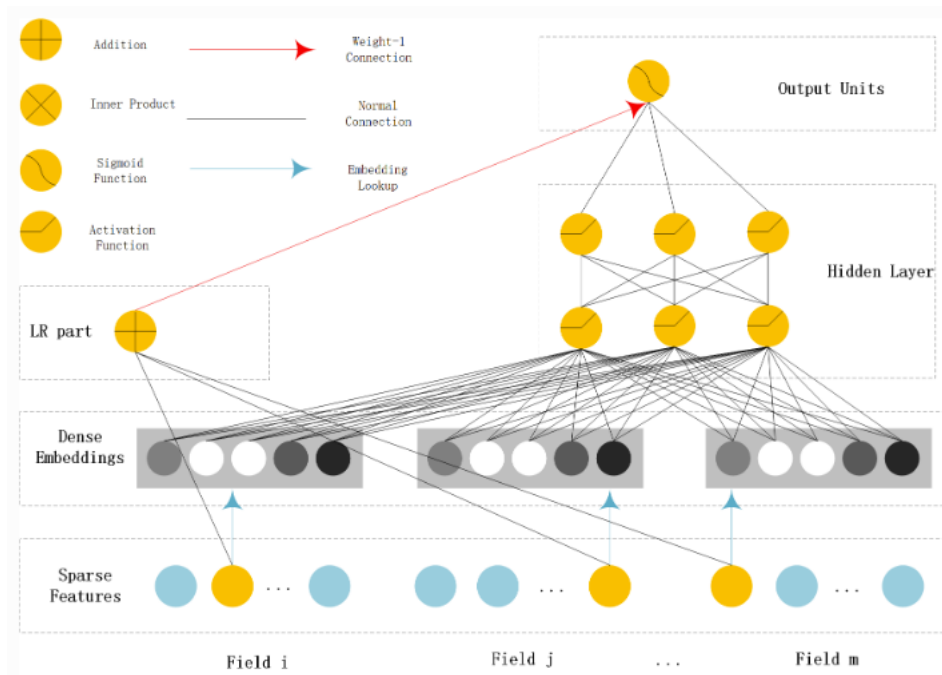 Addition
Weight-1
Connection
Inner Product
Normal
Connection
Sigmoid
Function
Embedding
Lookup
Activation
Function
Output Units
Hidden Layer
LR part
Dense
Embeddings
Sparse
Features
...
...
...
Field i
Field j
...
Field m